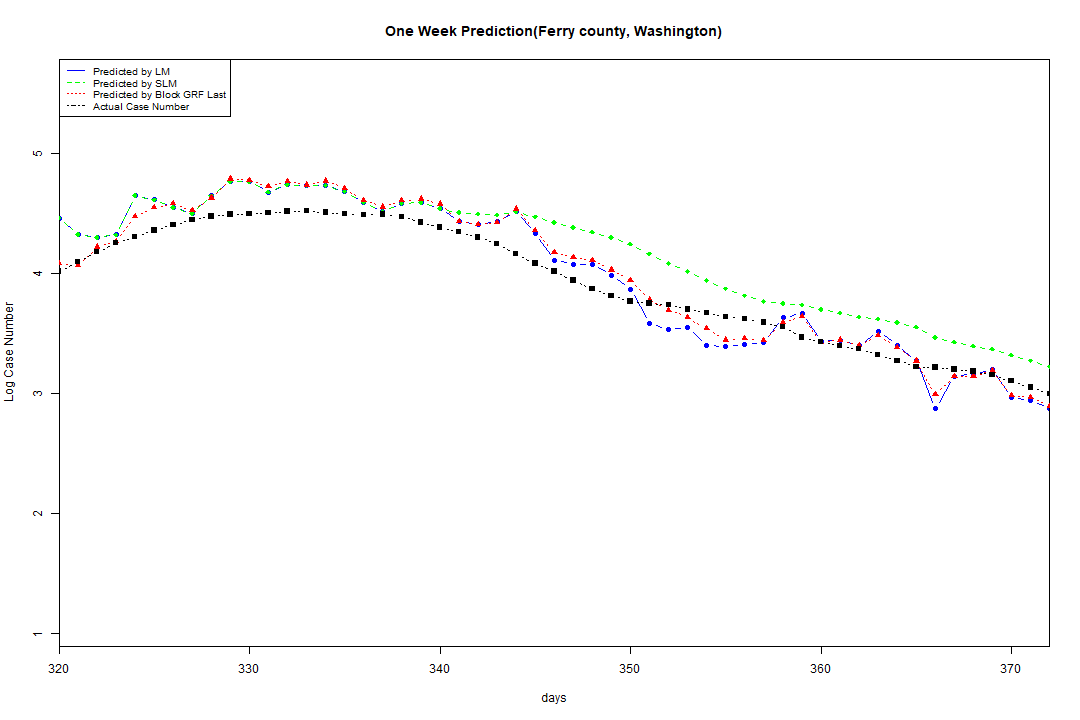 One Week Prediction(Ferry county, Washington)
Predicted by LM
Predicted by SLM
Predicted by Block GRF Last
Actual Case Number
5
4
3
2
1
Log Case Number
320 330 340 350 360 370
days